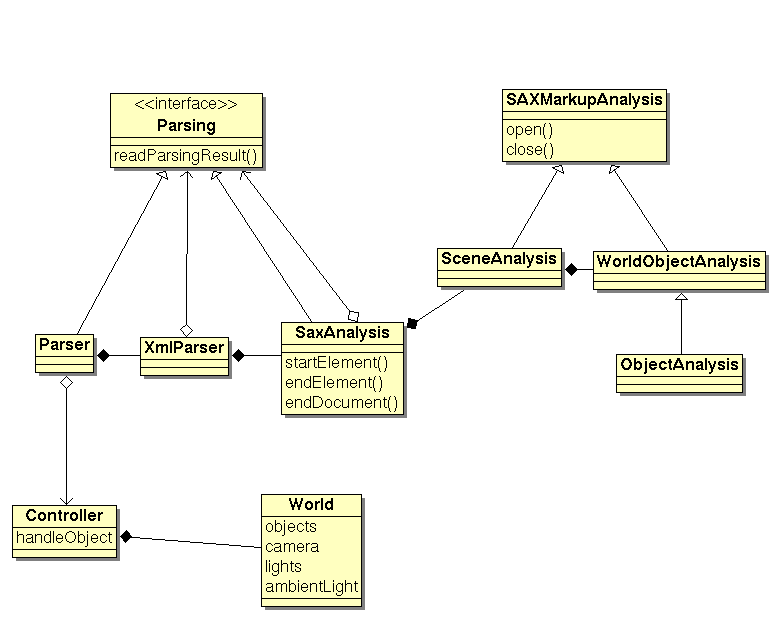 <<interface>>
Parsing
readParsingResult()
SAXMarkupAnalysis
open()
close()
SceneAnalysis
WorldObjectAnalysis
Parser
XmlParser
SaxAnalysis
startElement()
endElement()
endDocument()
ObjectAnalysis
Controller
handleObject
World
objects
camera
lights
ambientLight